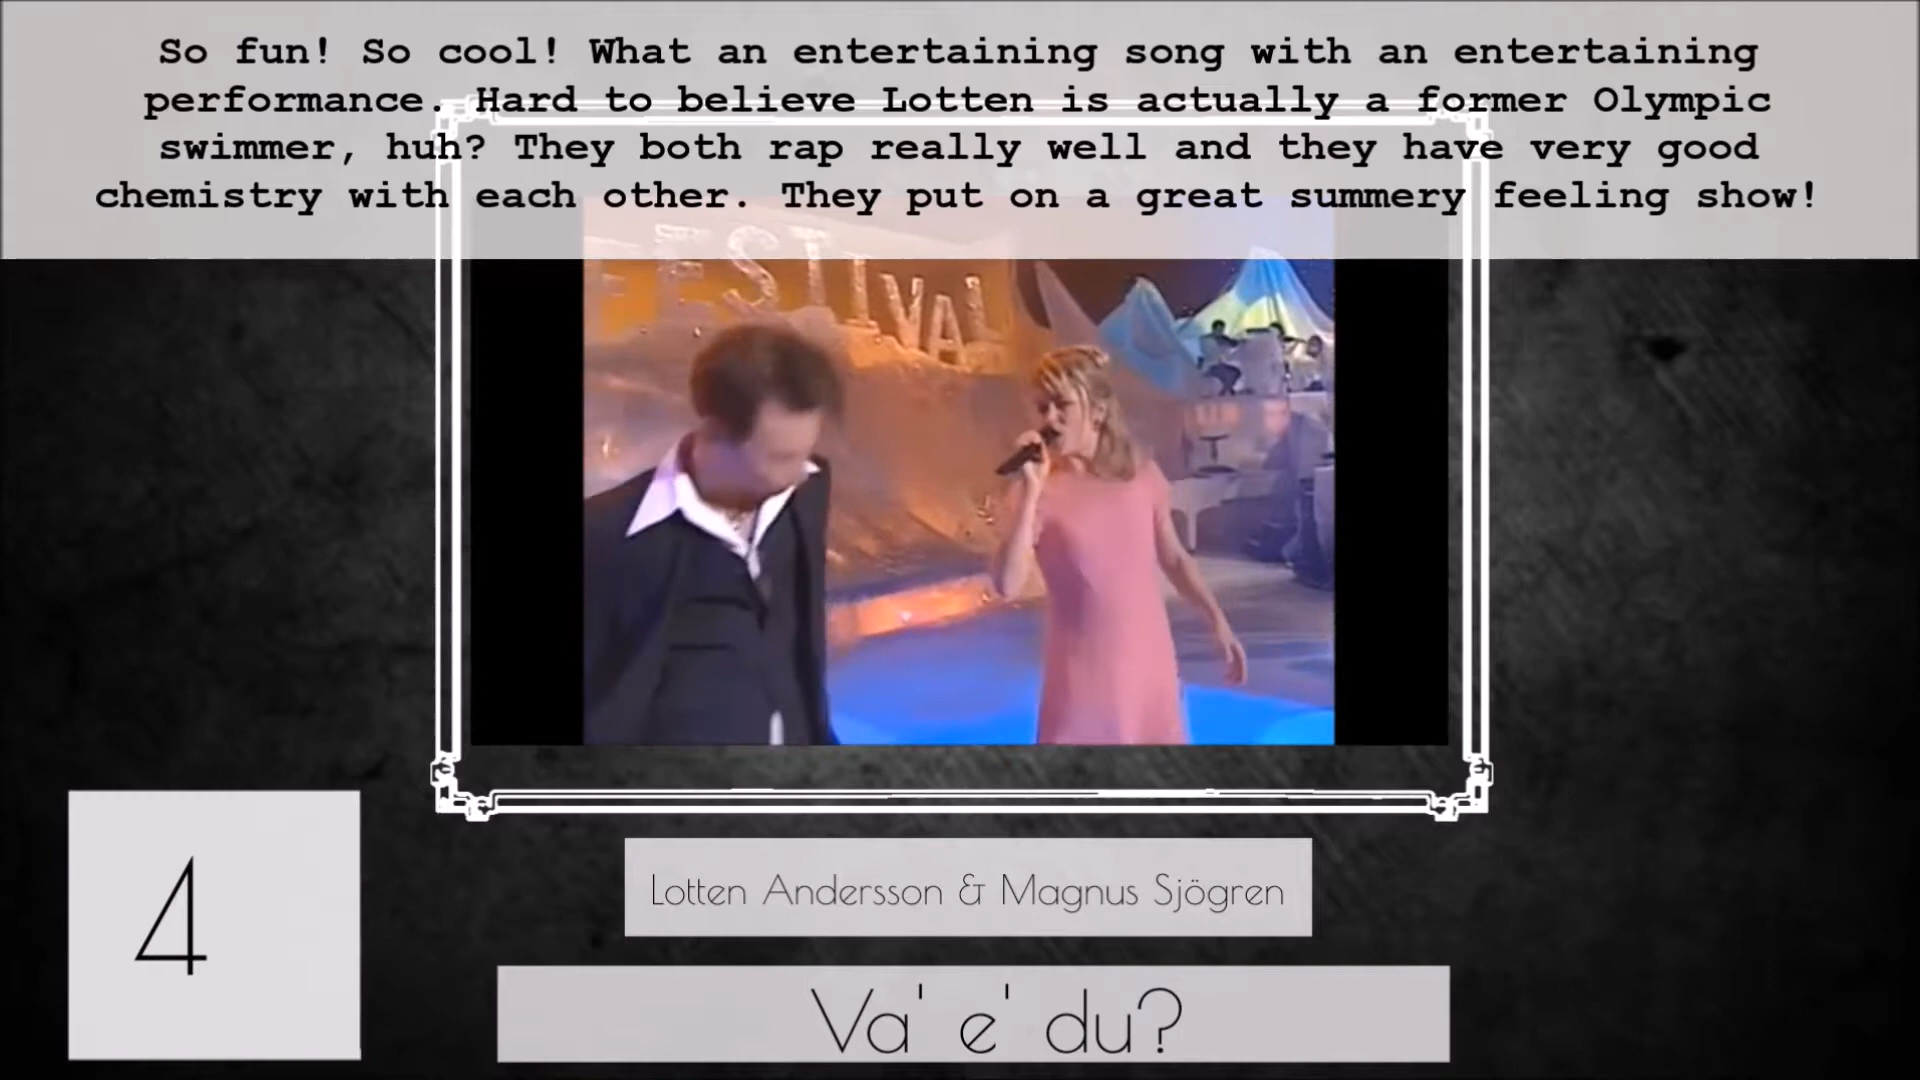 So fun! So cool! What an entertaining song with an entertaining
performance. Hard to believe Lotten is actually a former Olympic
swimmer, huh? They both rap really well and they have very good
chemistry with each other. They put on a great summery feeling show!
FESTIVAL
4
Lotten Andersson & Magnus Sjögren
Va' e' du?